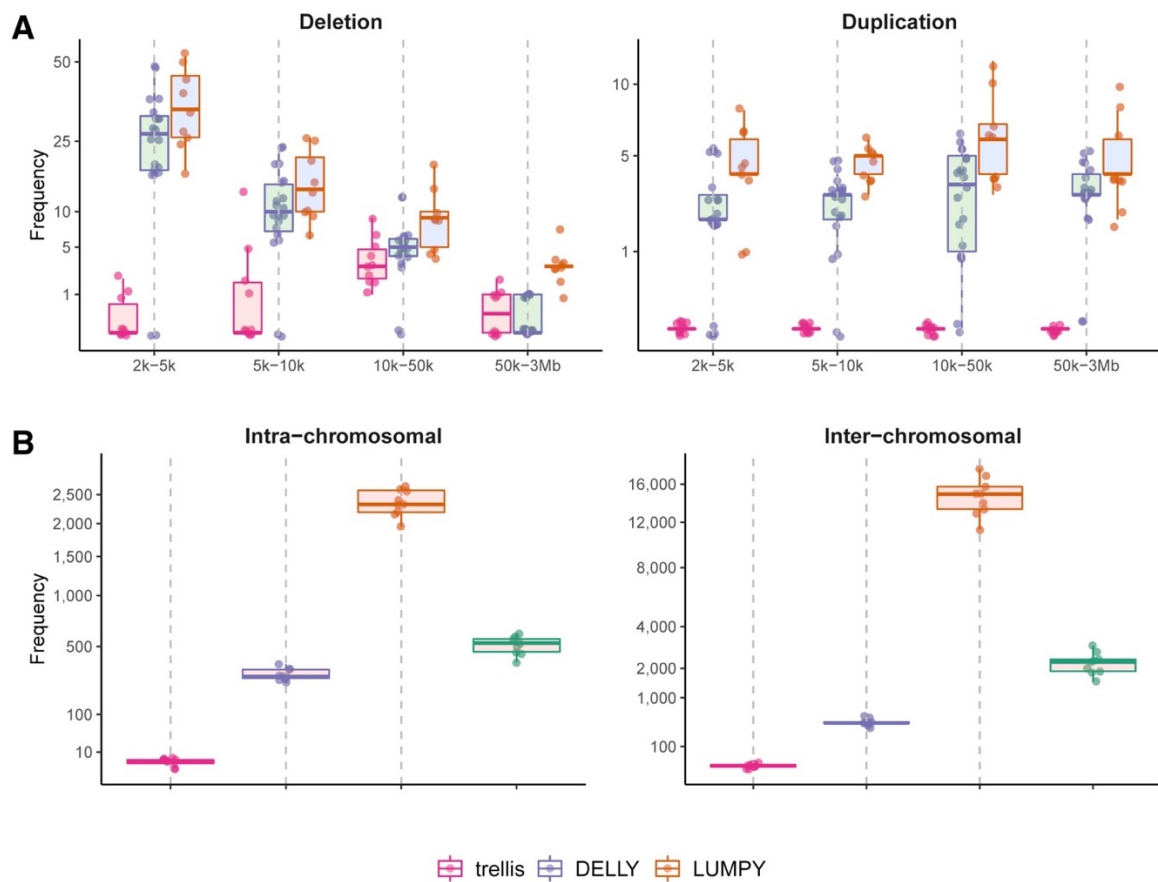 A
Deletion
Duplication
Frequency
50
25
10
5
1
10
5
1
2k−5k 5k−10k 10k−50k 50k−3Mb
2k−5k 5k−10k 10k−50k 50k−3Mb
B
Intra−chromosomal
Inter−chromosomal
Frequency
2,500
2,000
1,500
1,000
500
100
10
16,000
12,000
8,000
4,000
2,000
1,000
100
trellis DELLY LUMPY